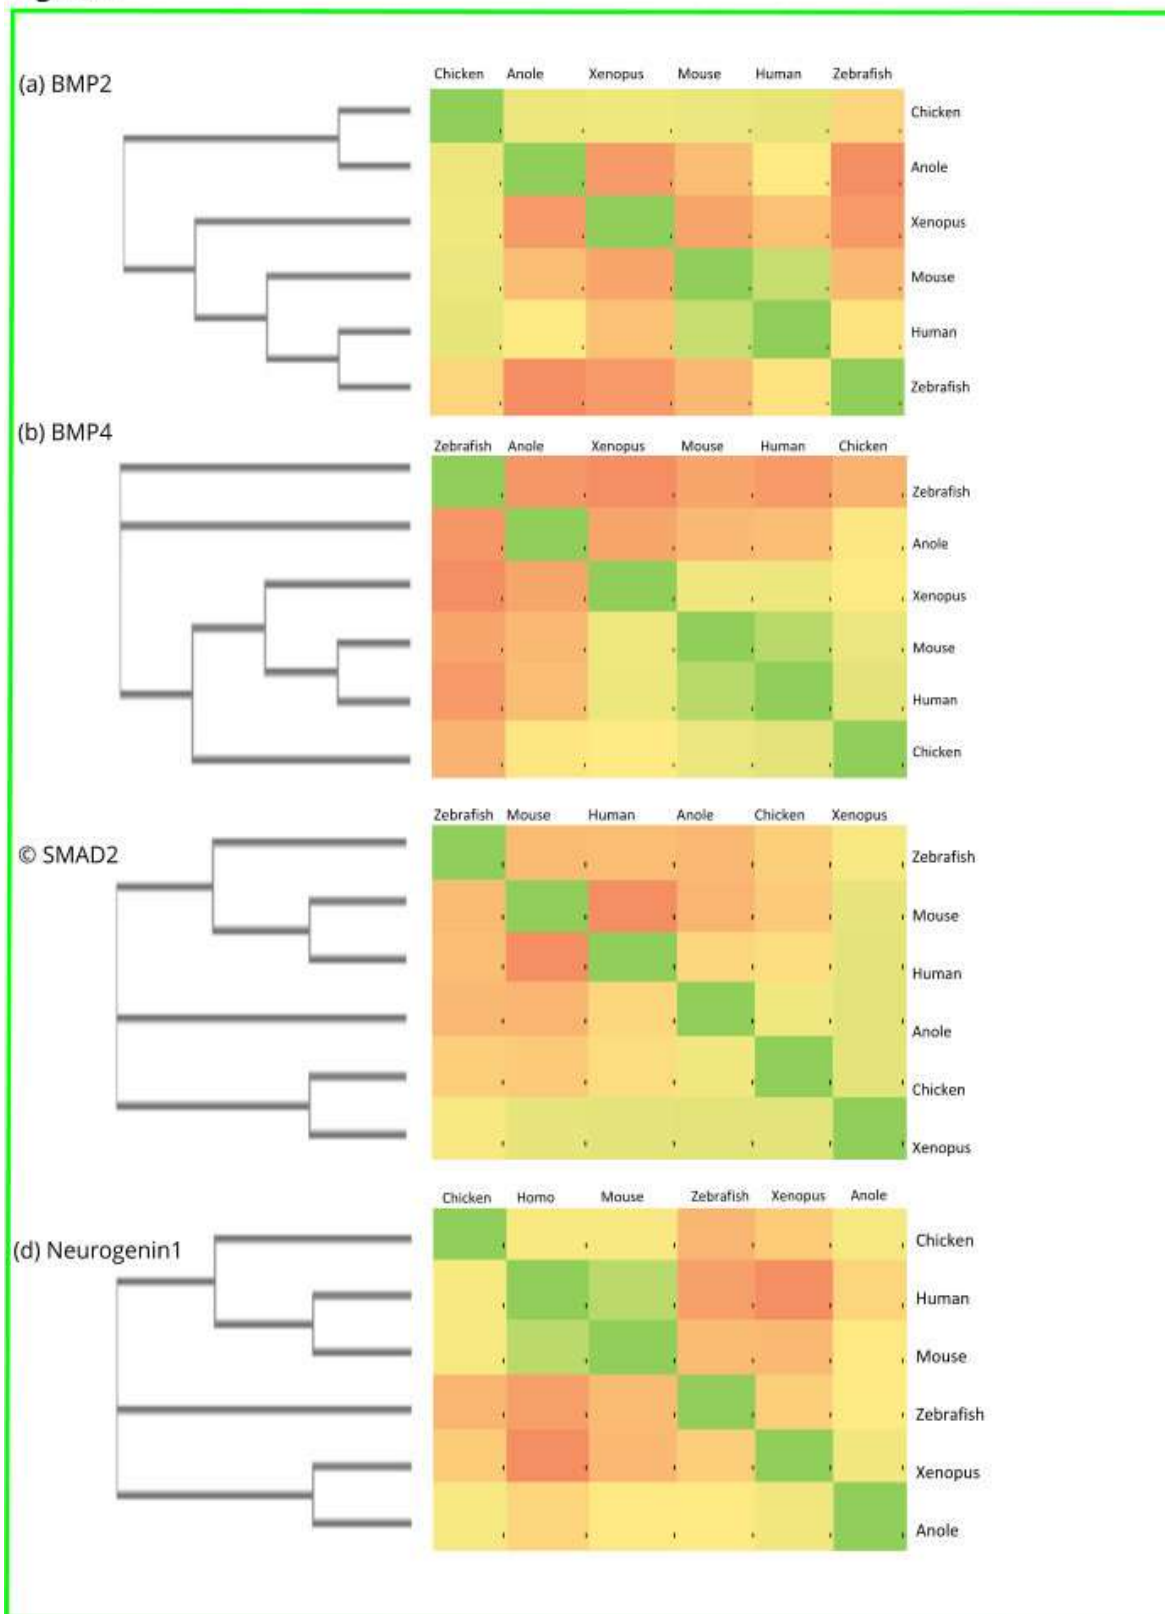 (a) BMP2
Chicken Anole Xenopus Mouse Human Zebrafish
Chicken
Anole
Xenopus
Mouse
Human
Zebrafish
(b) BMP4
Zebrafish Anole Xenopus Mouse Human Chicken
Zebrafish
Anole
Xenopus
Mouse
Human
Chicken
© SMAD2
Zebrafish Mouse Human Anole Chicken Xenopus
Zebrafish
Mouse
Human
Anole
Chicken
Xenopus
(d) Neurogenin1
Chicken Homo Mouse Zebrafish Xenopus Anole
Chicken
Human
Mouse
Zebrafish
Xenopus
Anole